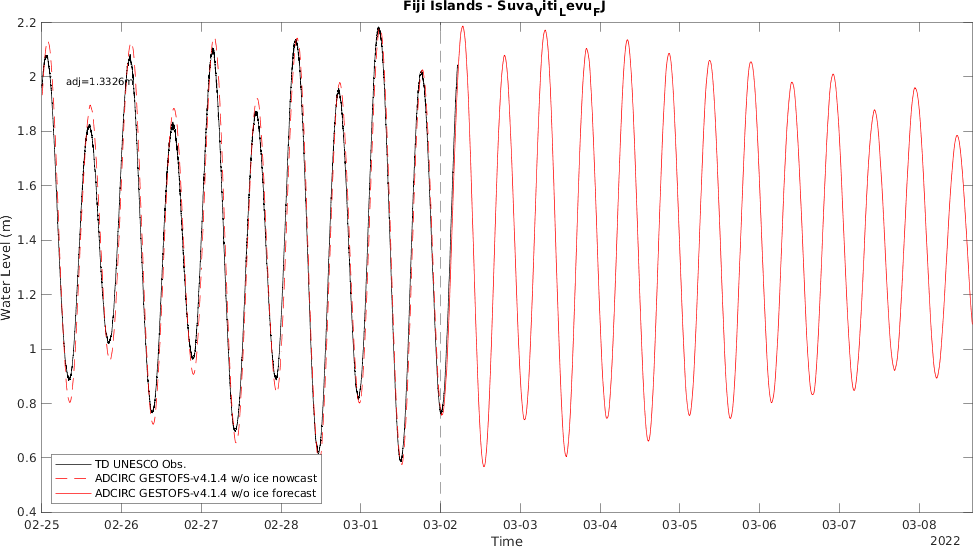 Fiji Islands - SuvaVitiLevuFJ
2.2
2
adj=1.3326m
1.8
1.6
1.4
Water Level (m)
1.2
1
0.8
0.6
TD UNESCO Obs.
ADCIRC GESTOFS-v4.1.4 w/o ice nowcast
ADCIRC GESTOFS-v4.1.4 w/o ice forecast
0.4
02-25 02-26 02-27 02-28 03-01 03-02 03-03 03-04 03-05 03-06 03-07 03-08
Time
2022